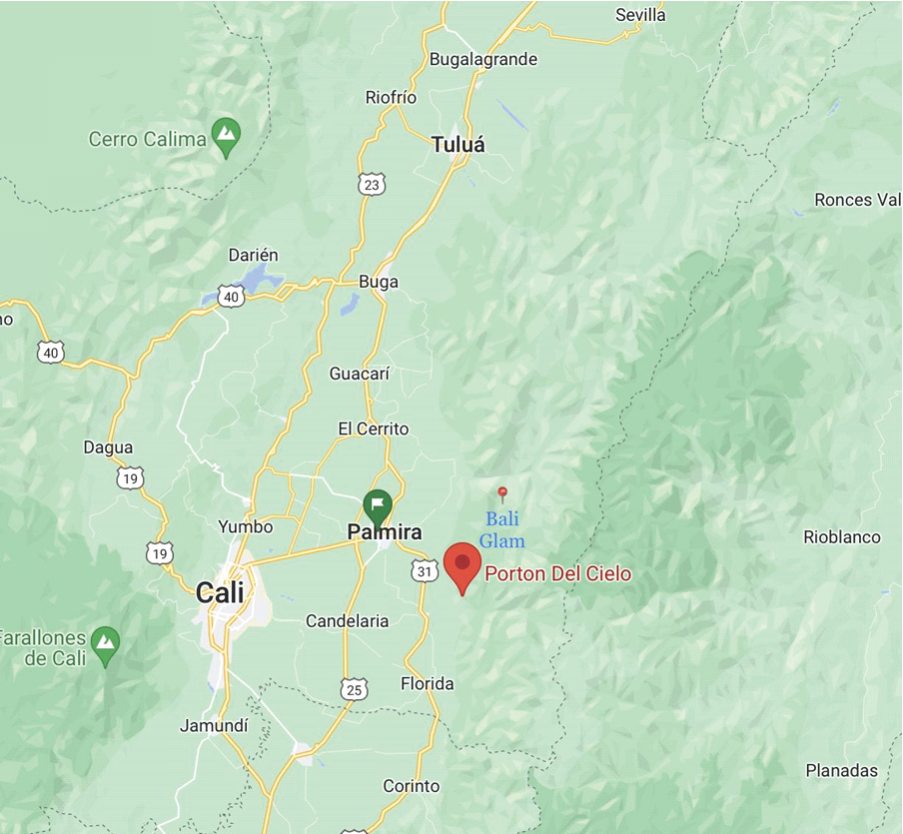 Sevilla
Bugalagrande
Riofrío
Cerro Calima
Tuluá
23
Ronces Val
Darién
Buga
40
no
40
Guacarí
El Cerrito
Dagua
19
Bali
Glam
Yumbo
Palmira
Rioblanco
19
31
Porton Del Cielo
Cali
Candelaria
Farallones
de Cali
25
Florida
Jamundí
Planadas
Corinto